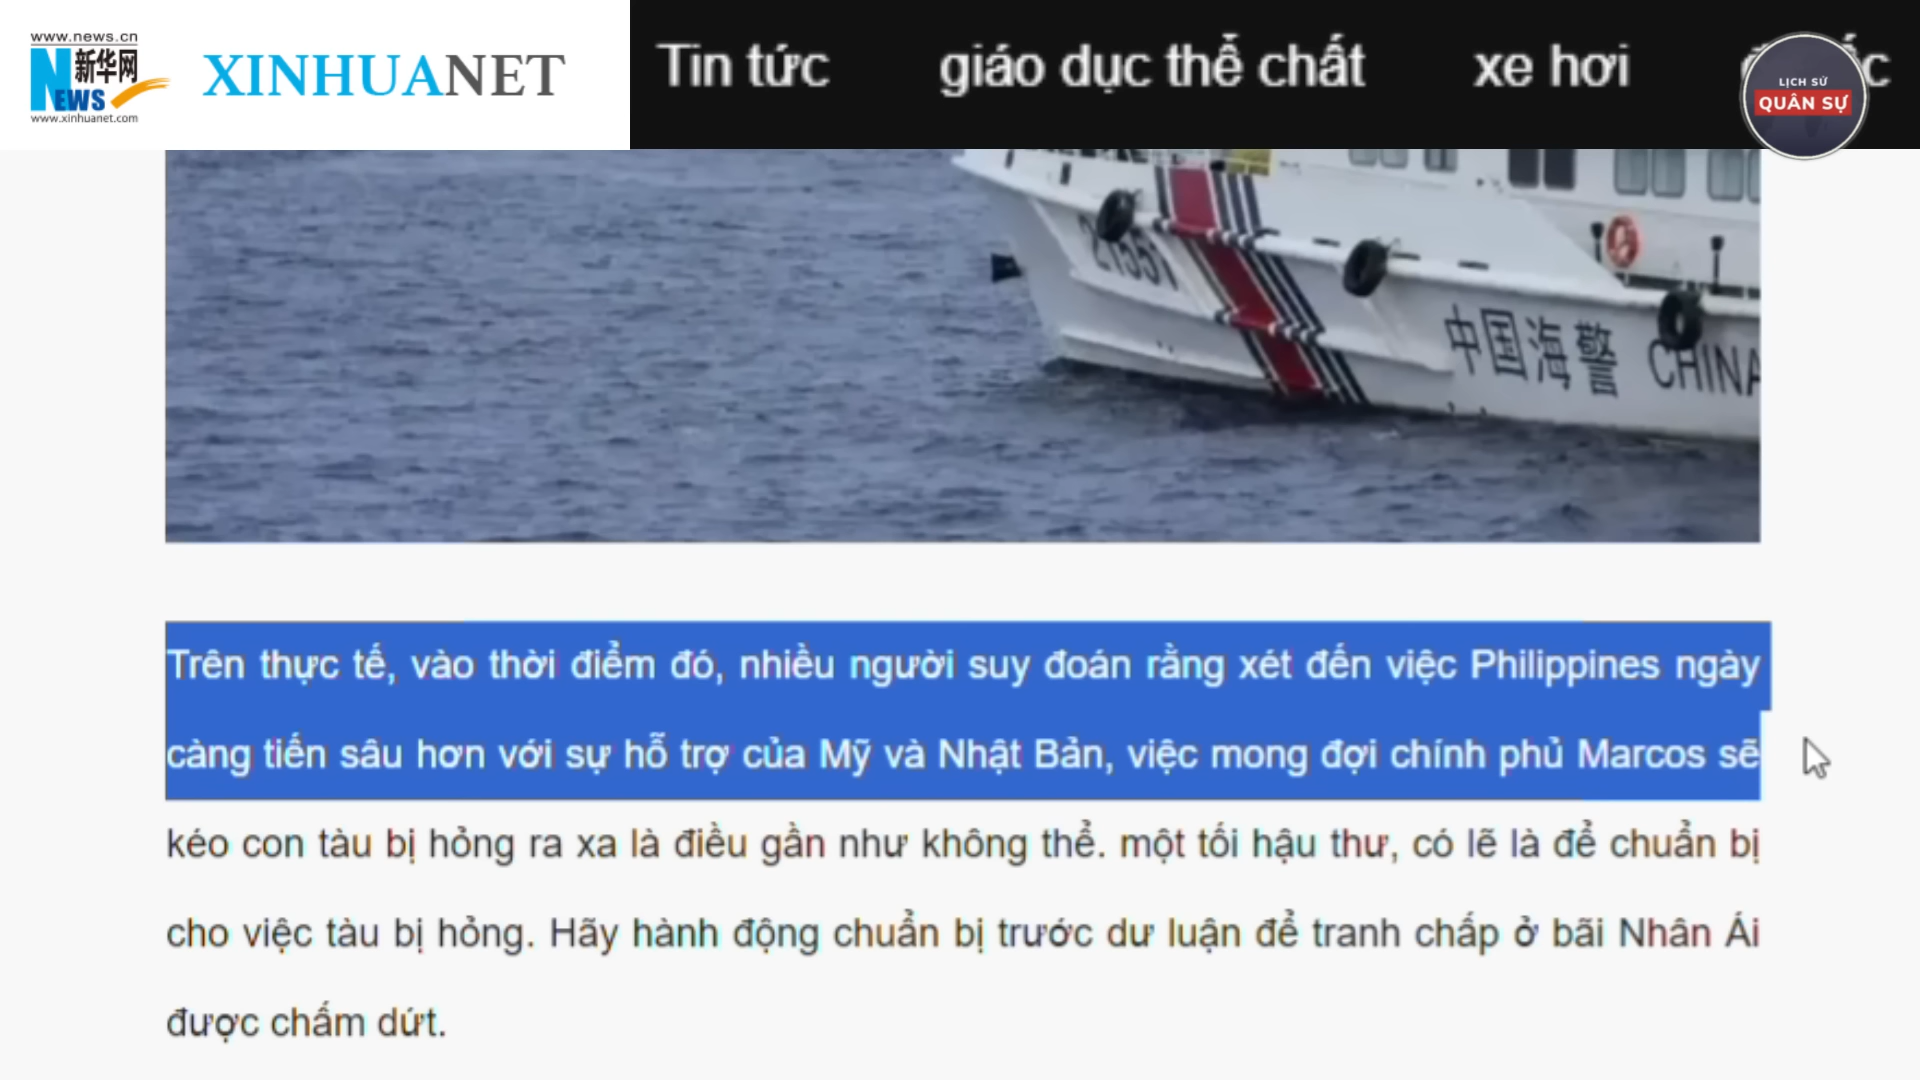 www.news.cn
新华网
NEWS
www.xinhuanet.com
XINHUANET
Tin tức giáo dục thể chất xe hơi
LỊCH SỬ
QUÂN SỰ
21551
中国海警 CHINA
Trên thực tế, vào thời điểm đó, nhiều người suy đoán rằng xét đến việc Philippines ngày
càng tiến sâu hơn với sự hỗ trợ của Mỹ và Nhật Bản, việc mong đợi chính phủ Marcos sẽ
kéo con tàu bị hỏng ra xa là điều gần như không thể. một tối hậu thư, có lẽ là để chuẩn bị
cho việc tàu bị hỏng. Hãy hành động chuẩn bị trước dư luận để tranh chấp ở bãi Nhân Ái
được chấm dứt.